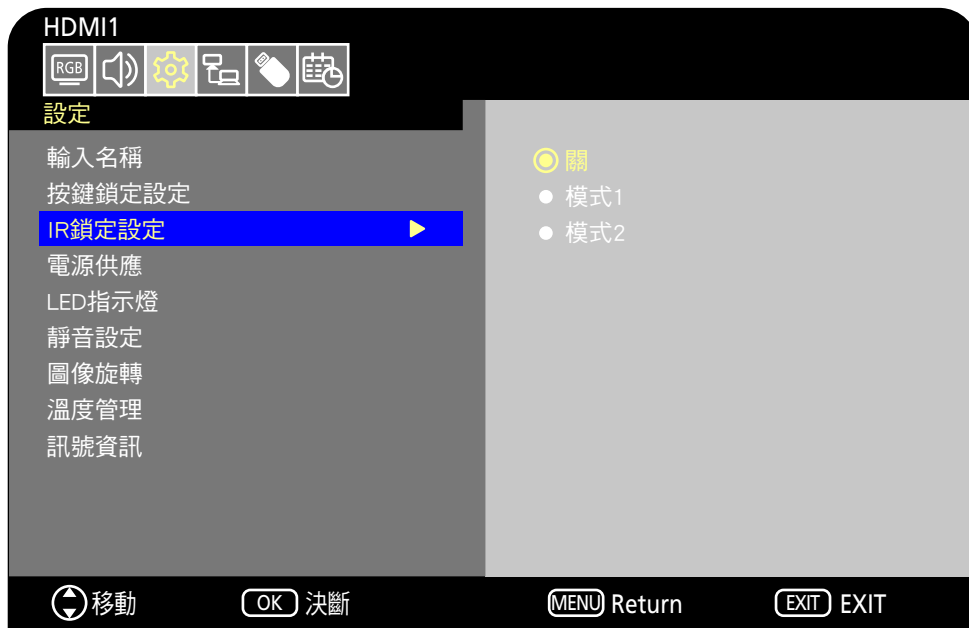 HDMI1
RGB
設定
輸入名稱
按鍵鎖定設定
IR鎖定設定
電源供應
LED指示燈
靜音設定
圖像旋轉
溫度管理
訊號資訊
關
模式1
模式2
移動 OK 決斷 MENU Return EXIT EXIT